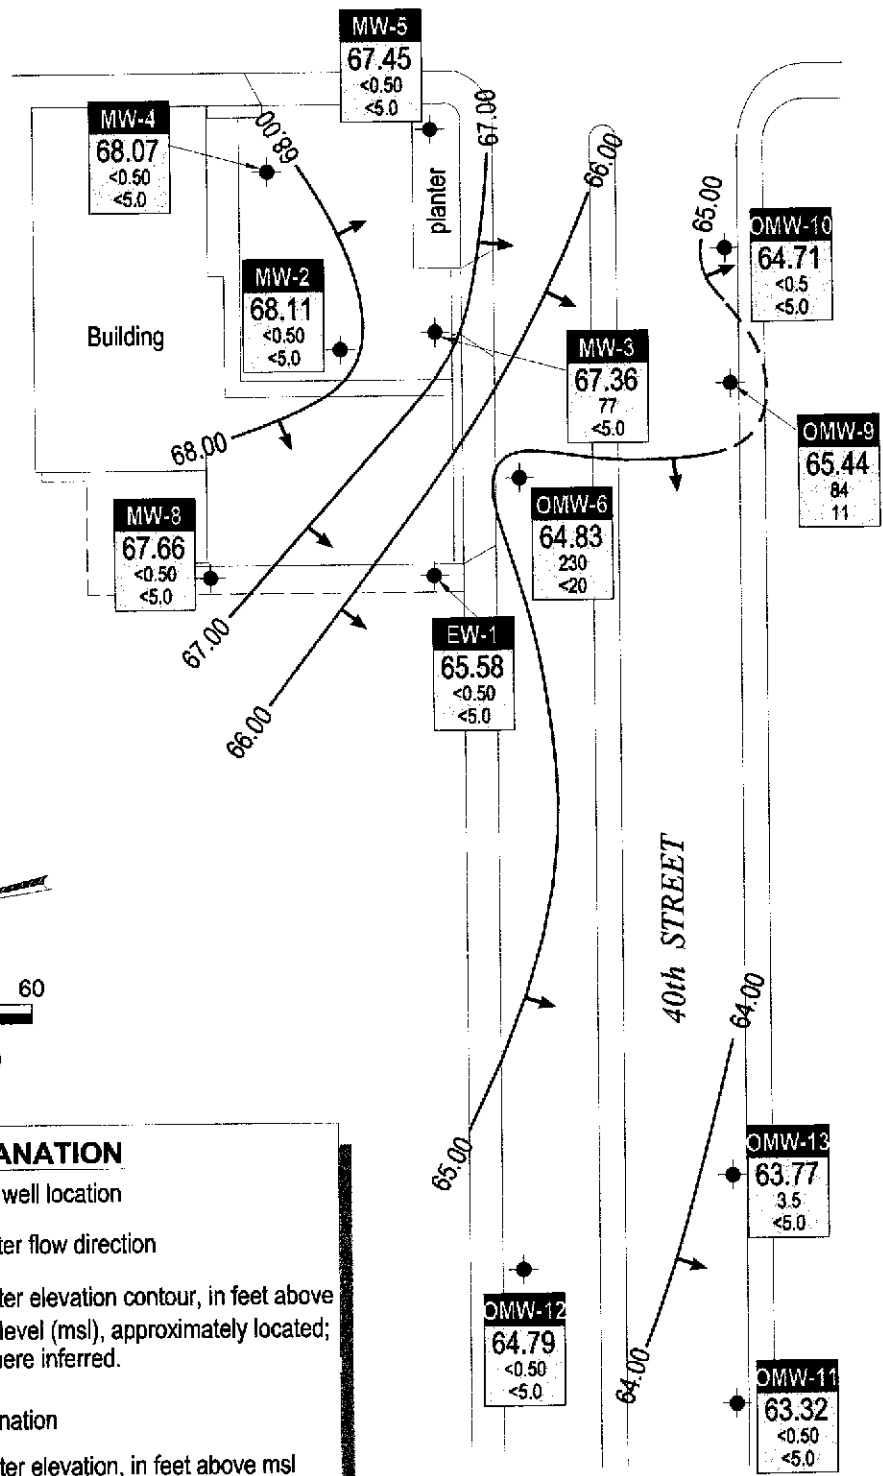 MW-5
67.45
<0.50
<5.0
MW-4
68.07
<0.50
<5.0
68.00
67.00
66.00
planter
65.00
OMW-10
64.71
<0.5
<5.0
MW-2
68.11
<0.50
<5.0
Building
MW-3
67.36
77
<5.0
68.00
OMW-9
65.44
84
11
MW-8
67.66
<0.50
<5.0
OMW-6
64.83
230
<20
67.00
EW-1
65.58
<0.50
<5.0
66.00
40th STREET
60
64.00
65.00
ANATION
well location
ter flow direction
ter elevation contour, in feet above
level (msl), approximately located;
here inferred.
nation
ter elevation, in feet above msl
OMW-13
63.77
3.5
<5.0
OMW-12
64.79
<0.50
<5.0
64.00
OMW-11
63.32
<0.50
<5.0